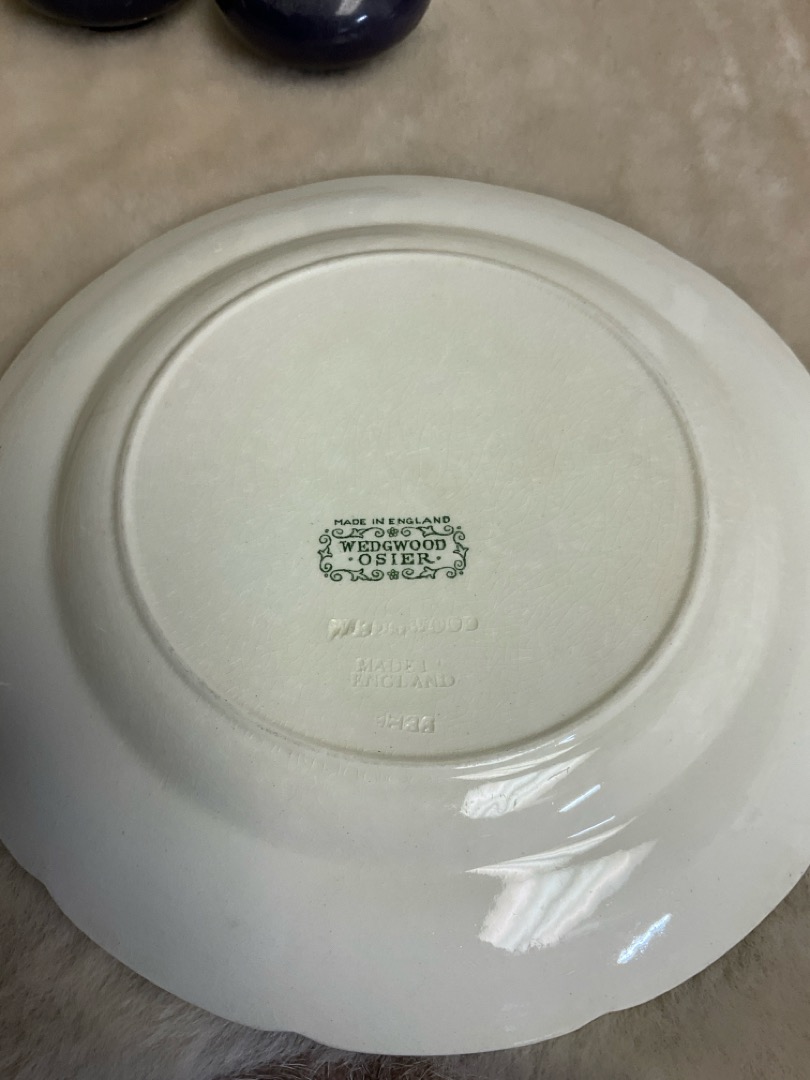 MADE IN ENGLAND
WEDGWOOD
· OSIER ·
WEDGWOOD
MADE IN
ENGLAND